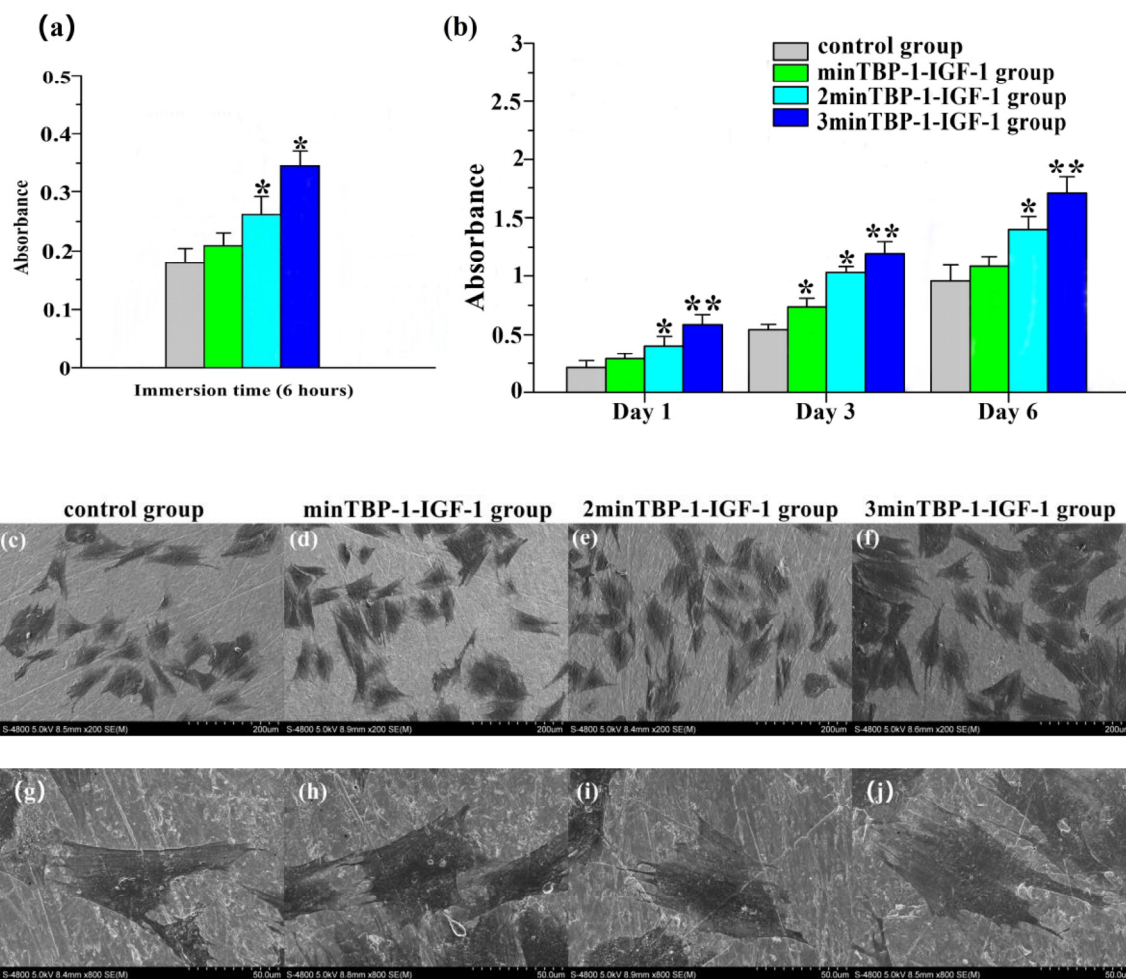 (a)
0.5
0.4
0.3
0.2
0.1
0
Absorbance
*
*
Immersion time (6 hours)
(b)
3
2.5
2
1.5
1
0.5
0
Absorbance
control group
minTBP-1-IGF-1 group
2minTBP-1-IGF-1 group
3minTBP-1-IGF-1 group
*
**
*
*
**
*
**
Day 1
Day 3
Day 6
control group
minTBP-1-IGF-1 group
2minTBP-1-IGF-1 group
3minTBP-1-IGF-1 group
(c)
(d)
(e)
(f)
S-4800 5.0kV 8.5mm x200 SE(M)
200um
S-4800 5.0kV 8.9mm x200 SE(M)
200um
S-4800 5.0kV 8.4mm x200 SE(M)
200um
S-4800 5.0kV 8.6mm x200 SE(M)
200um
(g)
(h)
(i)
(j)
S-4800 5.0kV 8.4mm x800 SE(M)
50.0um
S-4800 5.0kV 8.8mm x800 SE(M)
50.0um
S-4800 5.0kV 8.9mm x800 SE(M)
50.0um
S-4800 5.0kV 8.5mm x800 SE(M)
50.0um